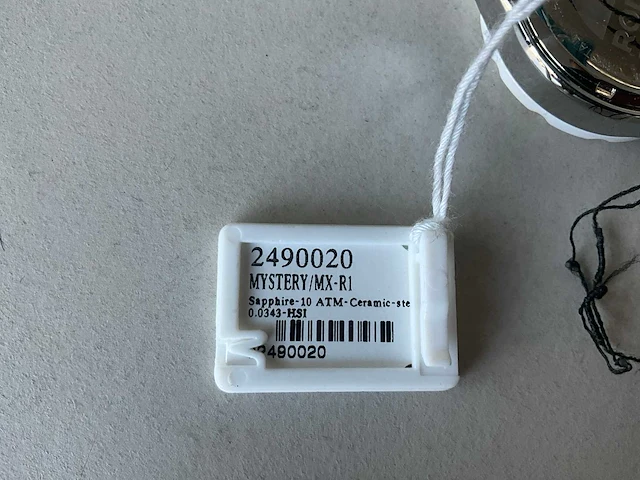 2490020
MYSTERY/MX-R1
Sapphire-10 ATM-Ceramic-ste
0.0343-HSI
2490020